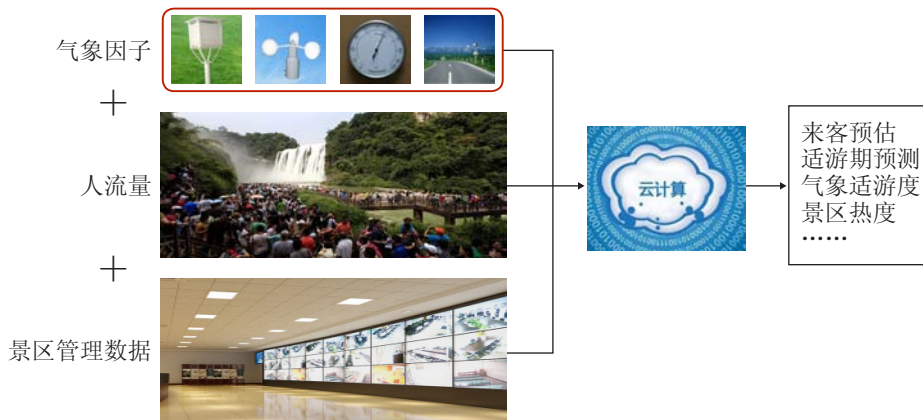 气象因子
+
人流量
+
景区管理数据
云计算
来客预估
适游期预测
气象适游度
景区热度
……